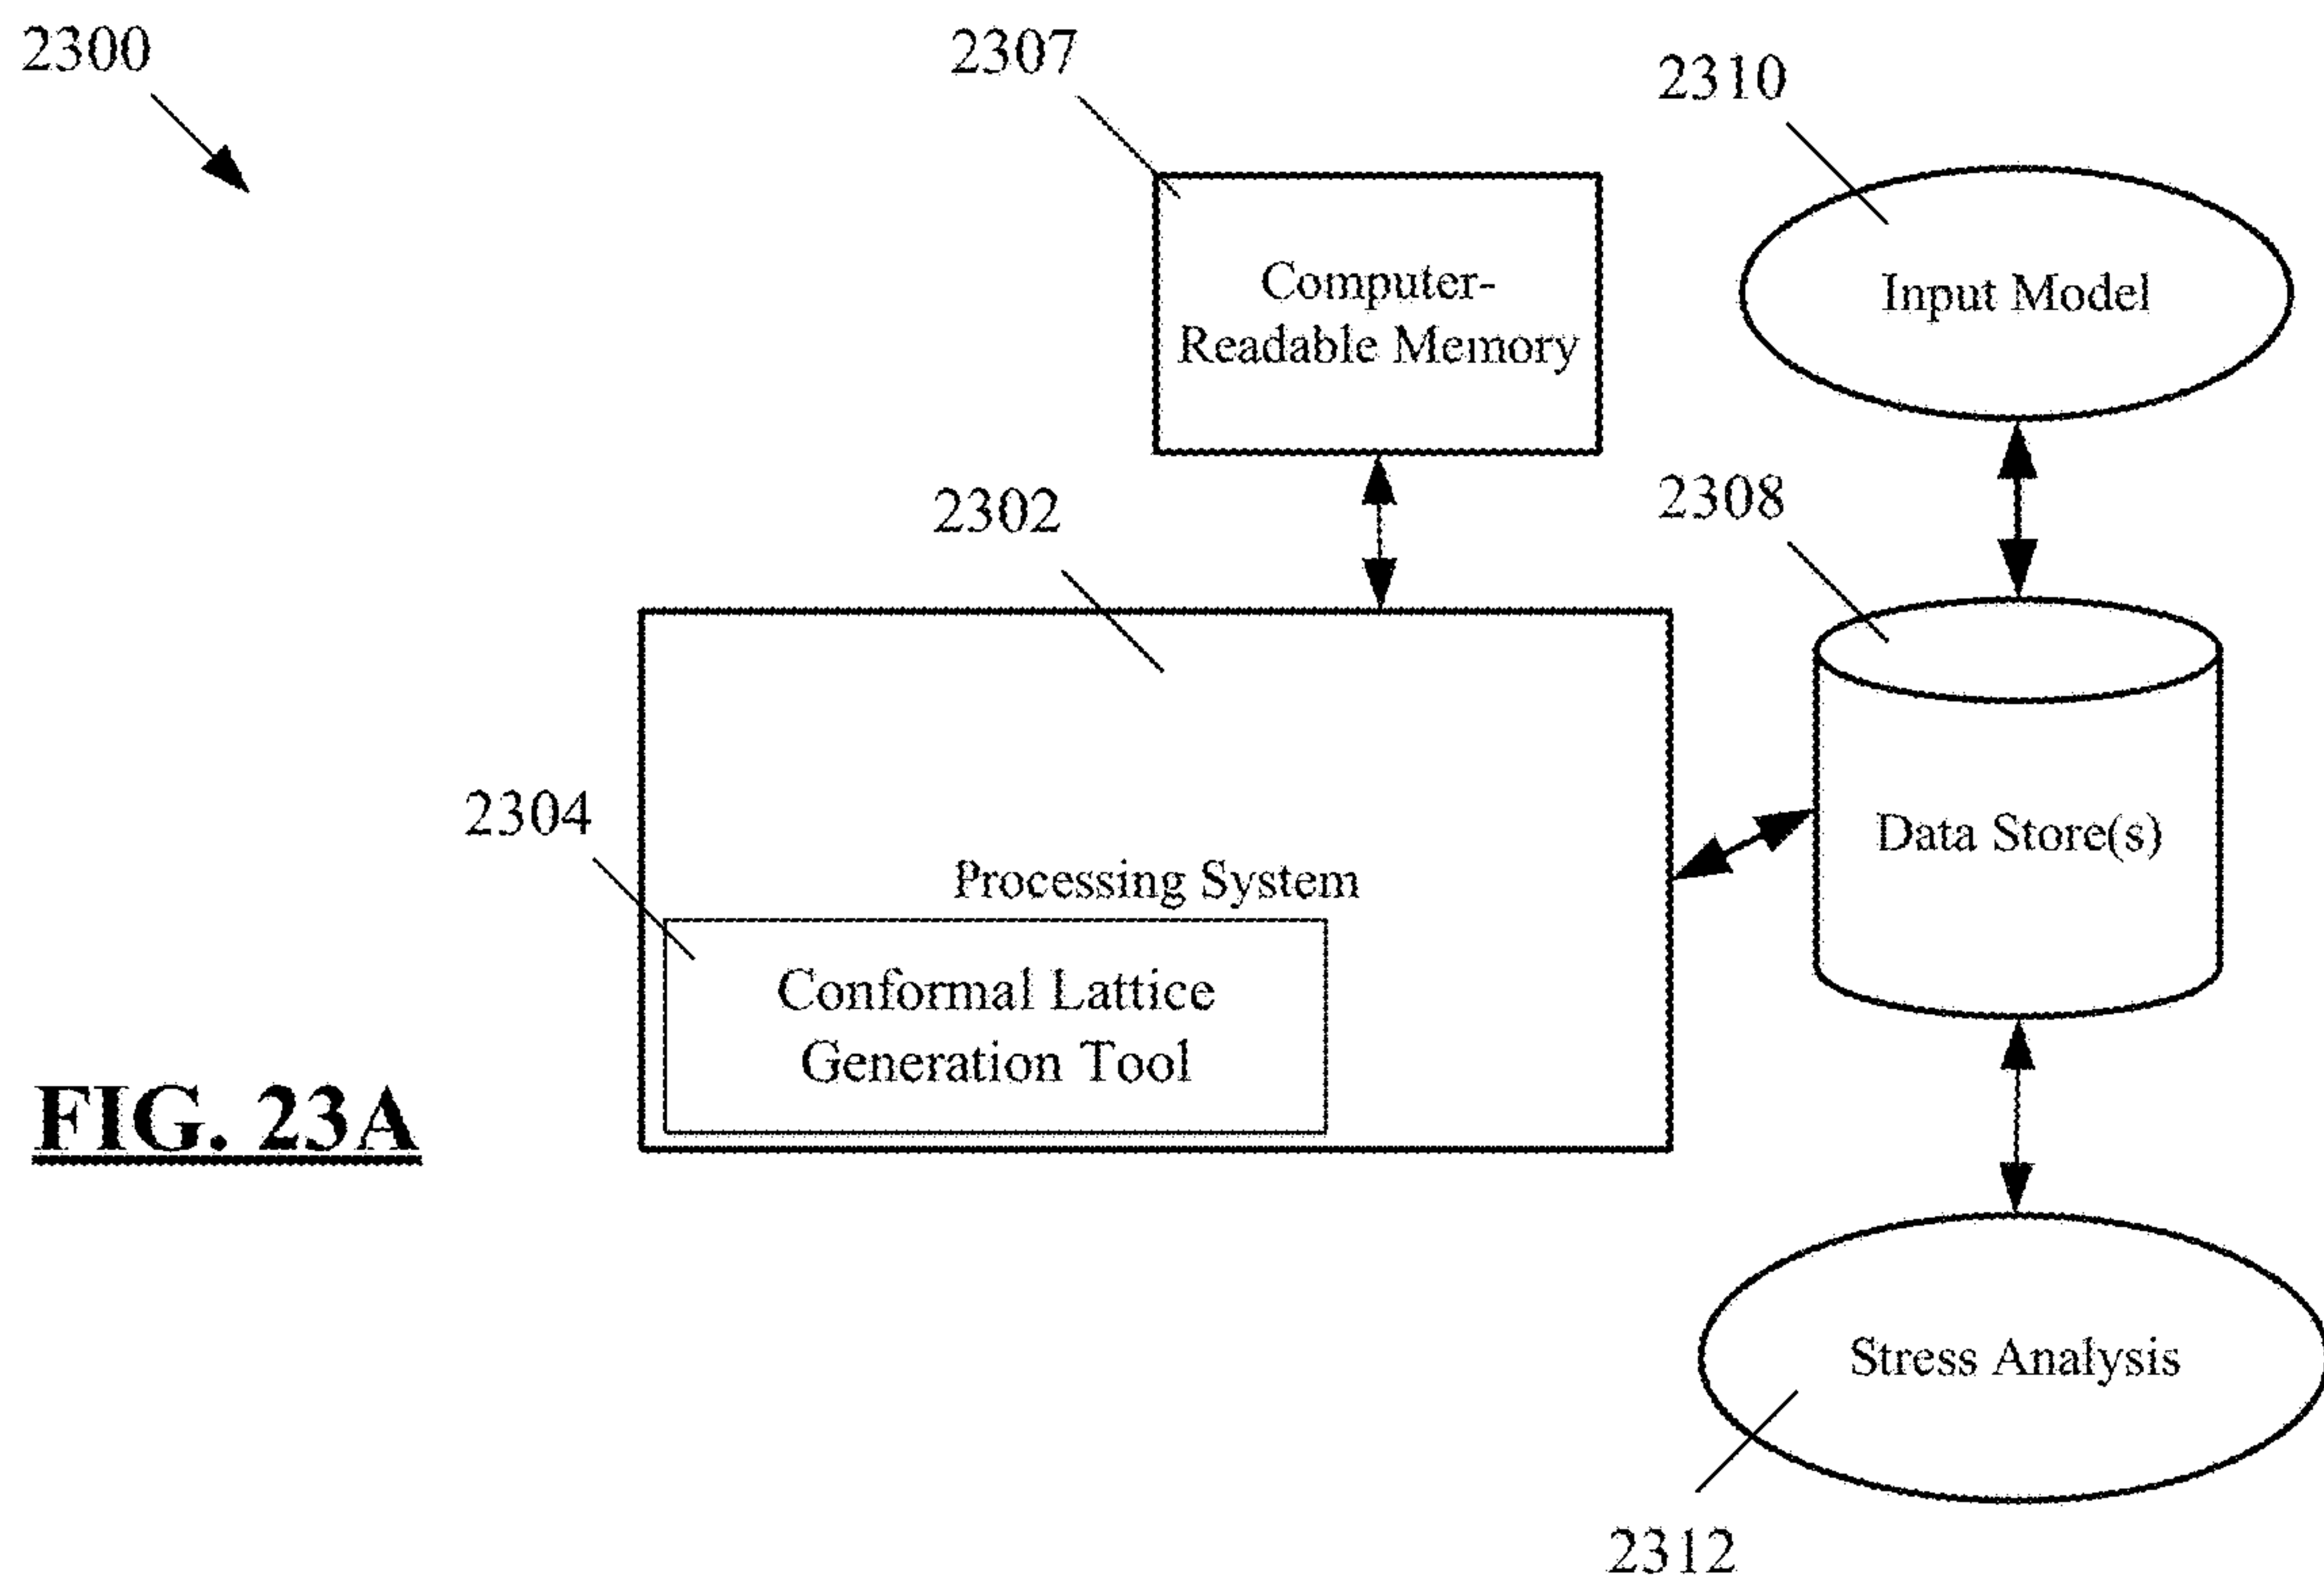 2300
2307
2310
Computer-
Readable Memory
Input Model
2302
2308
2304
Processing System
Data Store(s)
Conformal Lattice
Generation Tool
FIG. 23A
Stress Analysis
2312